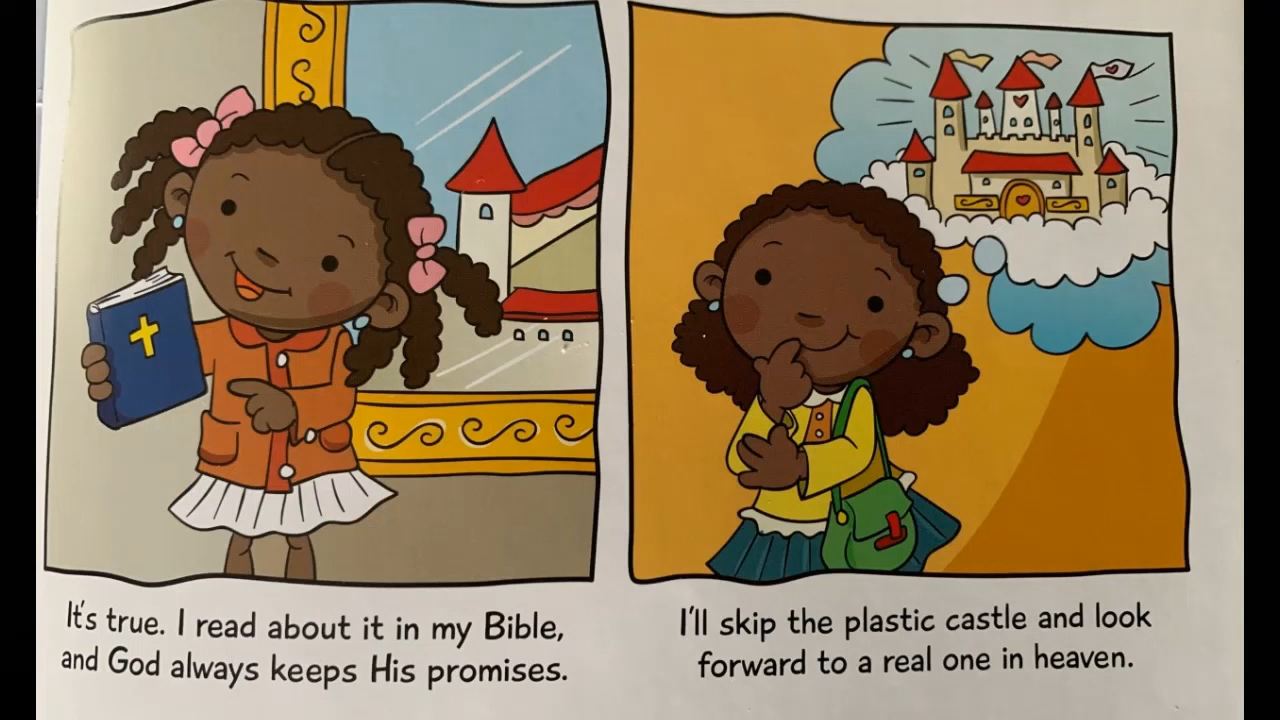 It's true. I read about it in my Bible,
and God always keeps His promises.
I'll skip the plastic castle and look
forward to a real one in heaven.